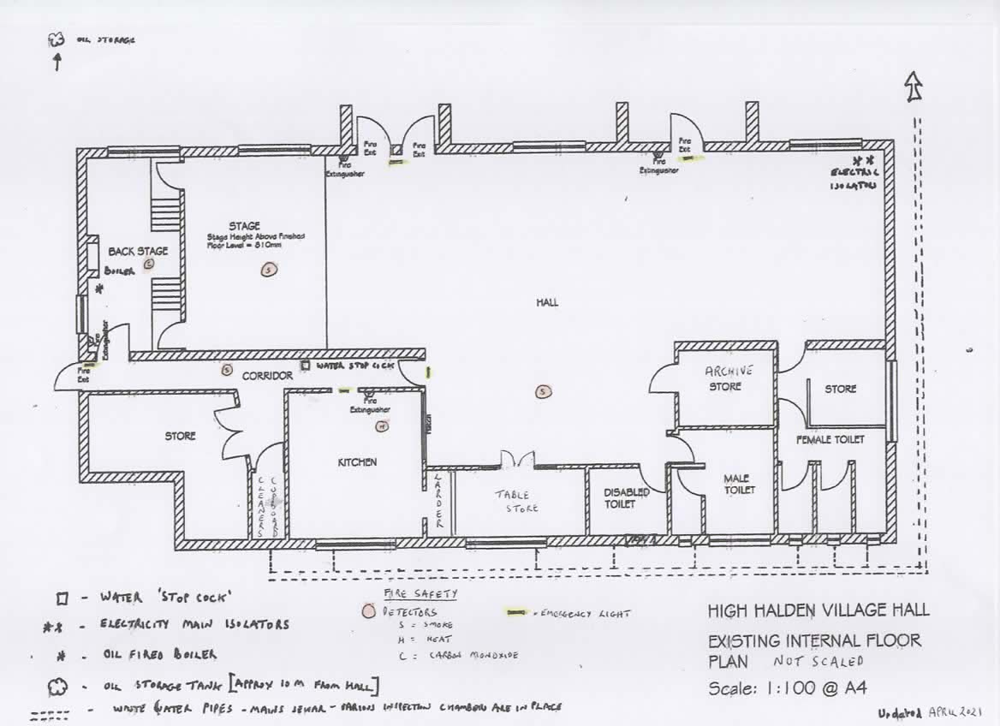 OIL STORAGE
Fire
Exit
Fire
Exit
Fire
Extinguisher
Fire
Exit
Fire
Extinguisher
ELECTRIC
ISOLATORS
STAGE
Stage Height Above Finished
Floor Level = 810mm
S
BACK STAGE
C
BOILER
Fire
Extinguisher
HALL
Fire
Exit
S
CORRIDOR
WATER STOP COCK
Fire
Extinguisher
H
S
ARCHIVE
STORE
STORE
STORE
KITCHEN
Hatch
FEMALE TOILET
CLEANERS
CUPBOARD
LARDER
TABLE
STORE
DISABLED
TOILET
MALE
TOILET
- WATER 'STOP COCK'
** - ELECTRICITY MAIN ISOLATORS
* - OIL FIRED BOILER
- OIL STORAGE TANK [APPROX 10M FROM HALL]
- WASTE WATER PIPES - MAINS SEWAR - VARIOUS INSPECTION CHAMBERS ARE IN PLACE
FIRE SAFETY
DETECTORS
S = SMOKE
H = HEAT
C = CARBON MONOXIDE
= EMERGENCY LIGHT
HIGH HALDEN VILLAGE HALL
EXISTING INTERNAL FLOOR
PLAN NOT SCALED
Scale: 1:100 @ A4
Updated APRIL 2021